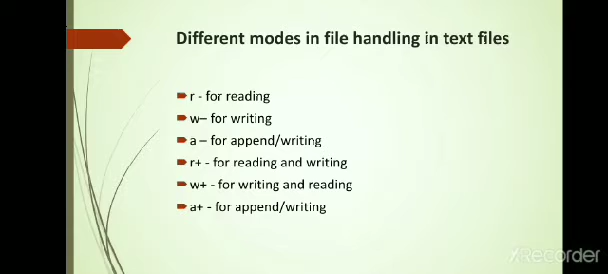 Different modes in file handling in text files
r - for reading
w– for writing
a – for append/writing
r+ - for reading and writing
w+ - for writing and reading
a+ - for append/writing
XRecorder